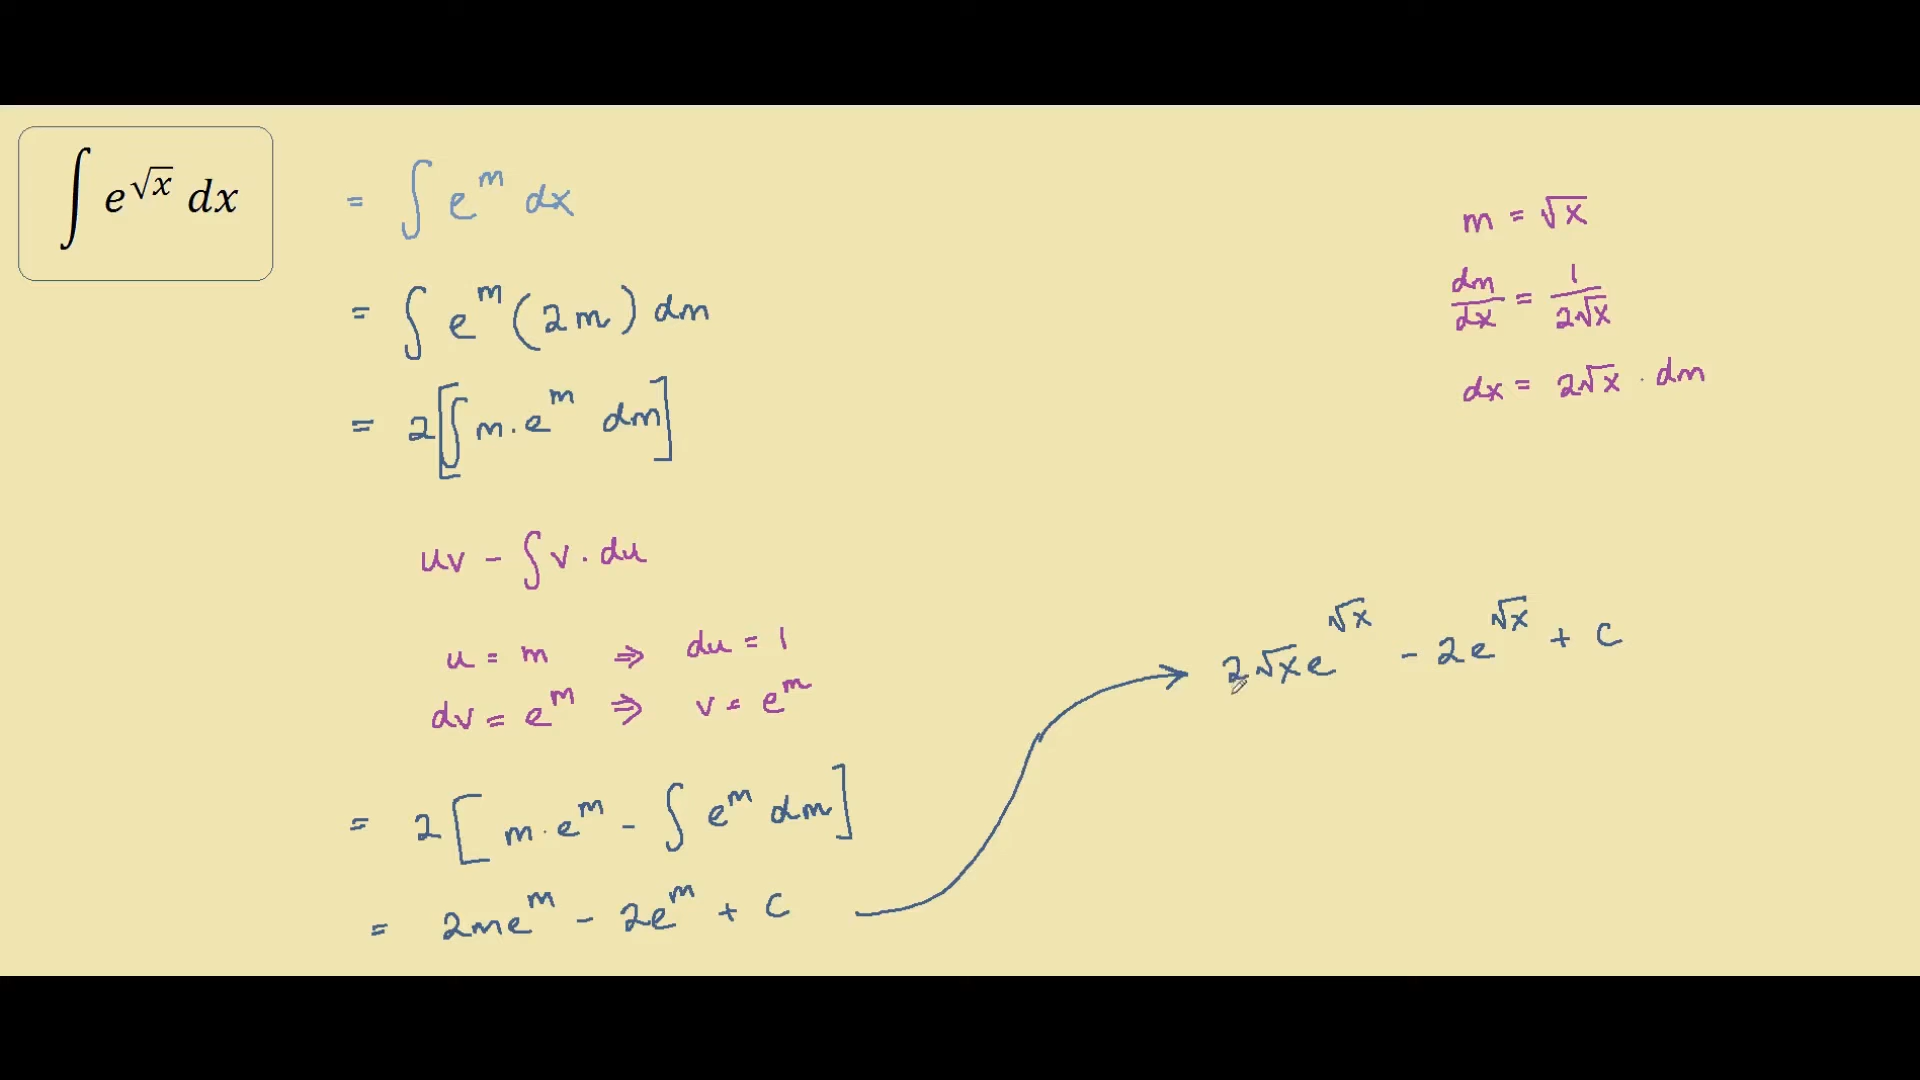 ∫ e^√x dx
= ∫ e^m dx
= ∫ e^m (2m) dm
= 2[∫ m · e^m dm]
uv - ∫ v · du
u = m ⇒ du = 1
dv = e^m ⇒ v = e^m
= 2[m · e^m - ∫ e^m dm]
= 2me^m - 2e^m + c
m = √x
dm/dx = 1/2√x
dx = 2√x · dm
2√x e^√x - 2e^√x + c